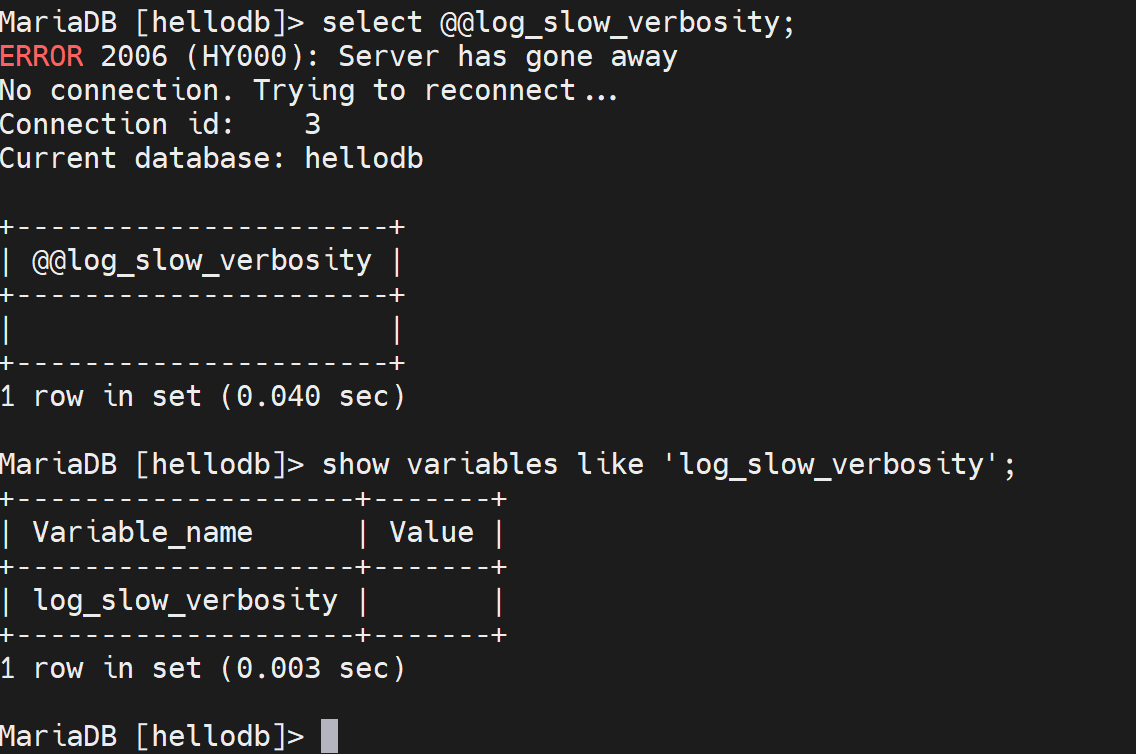 MariaDB [hellodb]> select @@log_slow_verbosity;
ERROR 2006 (HY000): Server has gone away
No connection. Trying to reconnect...
Connection id:    3
Current database: hellodb

+----------------------+
| @@log_slow_verbosity |
+----------------------+
|                      |
+----------------------+
1 row in set (0.040 sec)

MariaDB [hellodb]> show variables like 'log_slow_verbosity';
+--------------------+-------+
| Variable_name      | Value |
+--------------------+-------+
| log_slow_verbosity |       |
+--------------------+-------+
1 row in set (0.003 sec)

MariaDB [hellodb]>